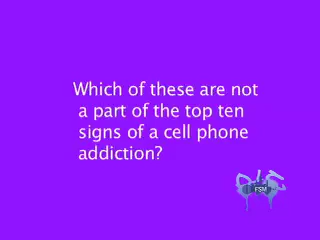 Which of these are not
a part of the top ten
signs of a cell phone
addiction?
FSM